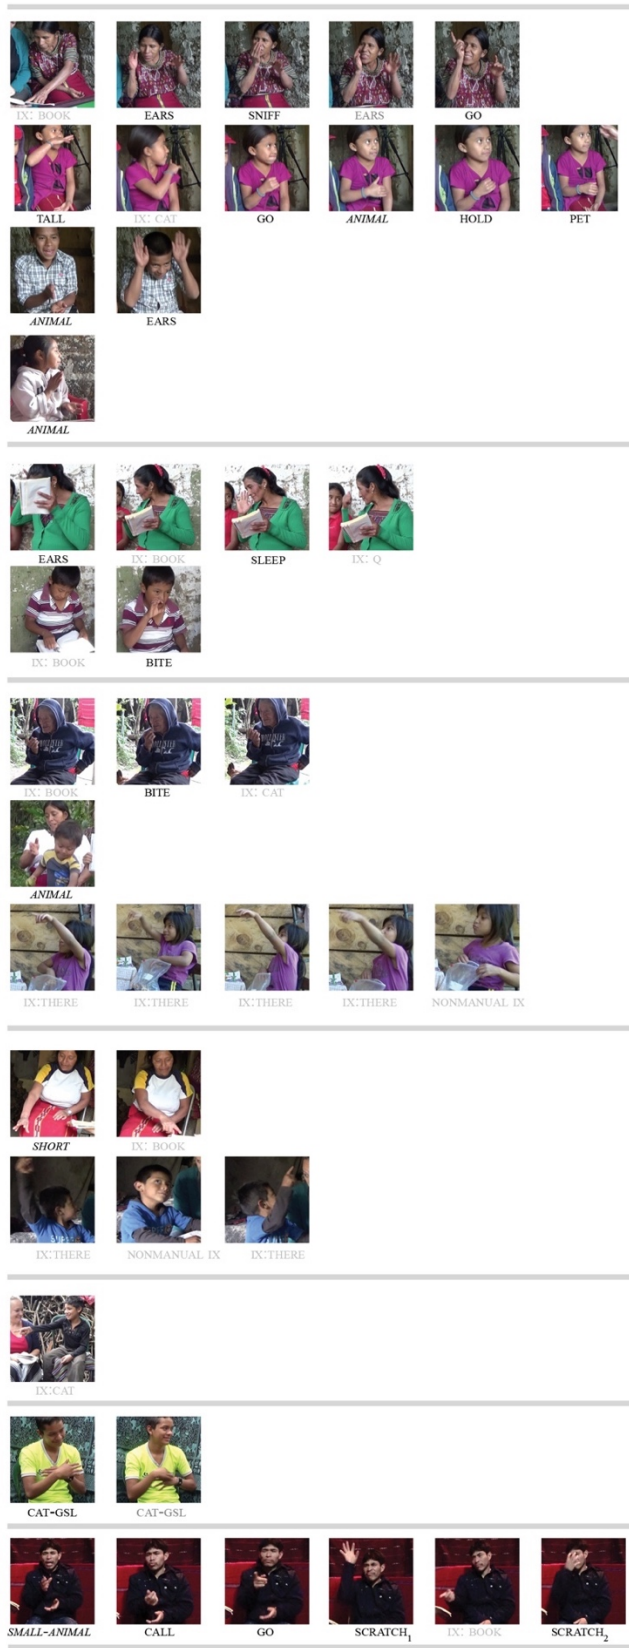 IX: BOOK EARS SNIFF EARS GO
TALL IX: CAT GO ANIMAL HOLD PET
ANIMAL EARS
ANIMAL
EARS IX: BOOK SLEEP IX: Q
IX: BOOK BITE
IX: BOOK BITE IX: CAT
ANIMAL
IX:THERE IX:THERE IX:THERE IX:THERE NONMANUAL IX
SHORT IX: BOOK
IX:THERE NONMANUAL IX IX:THERE
IX:CAT
CAT-GSL CAT-GSL
SMALL-ANIMAL CALL GO SCRATCH1 IX: BOOK SCRATCH2